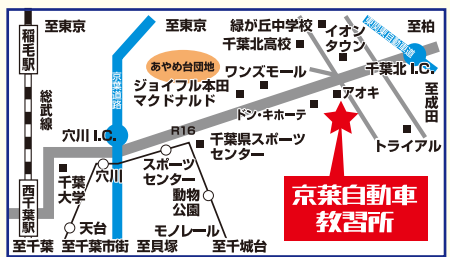 至東京
至東京
緑が丘中学校
至柏
稲毛駅
千葉北高校
イオン
タウン
東関東自動車道
あやめ台団地
ワンズモール
千葉北I.C.
京葉道路
ジョイフル本田
マクドナルド
アオキ
至成田
総武線
ドン・キホーテ
穴川I.C.
R16
千葉県スポーツ
センター
トライアル
穴川
スポーツ
センター
千葉
大学
京葉自動車
教習所
西千葉駅
動物
公園
天台
モノレール
至千葉
至千葉市街
至貝塚
至千城台